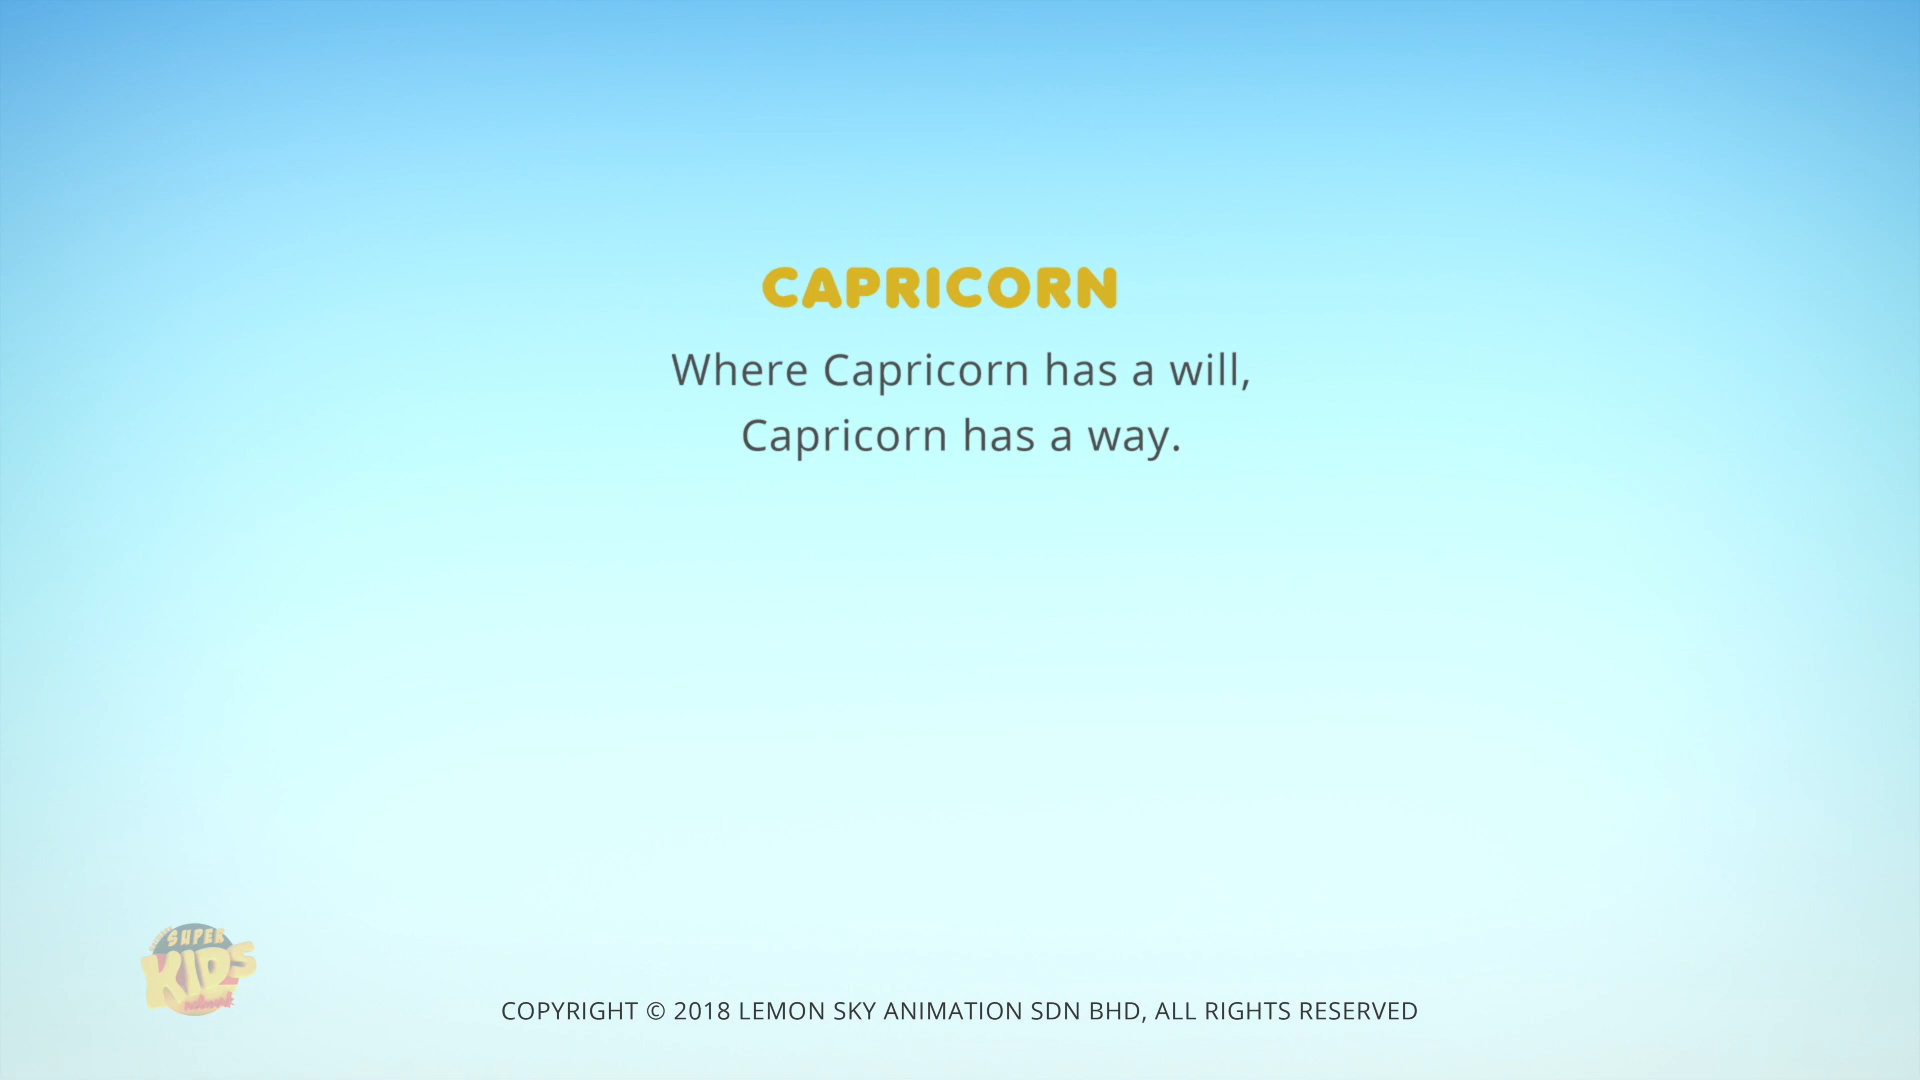 CAPRICORN
Where Capricorn has a will,
Capricorn has a way.
SUPER
KIDS
network
COPYRIGHT © 2018 LEMON SKY ANIMATION SDN BHD, ALL RIGHTS RESERVED